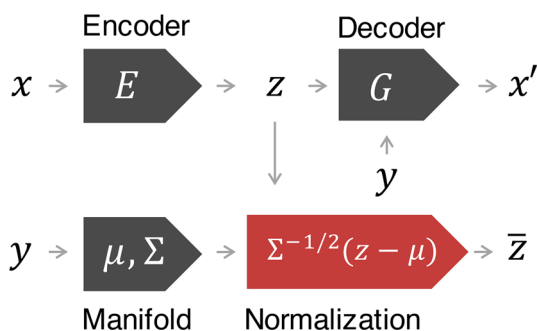 Encoder Decoder
x E z G x′
y
y μ, Σ Σ^{-1/2}(z − μ) z̄
Manifold Normalization